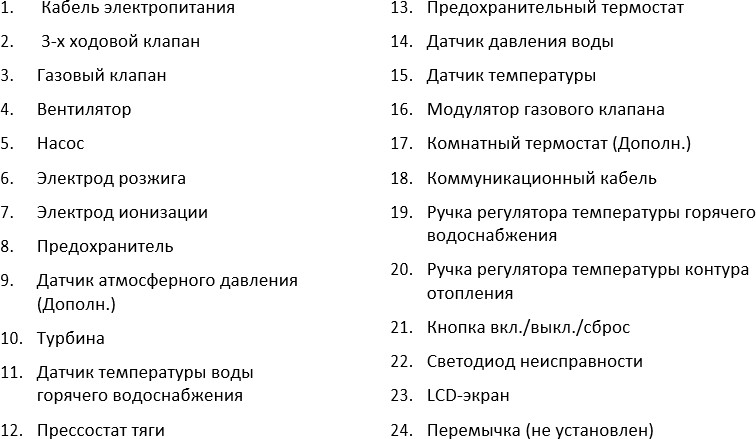 1. Кабель электропитания
2. 3-х ходовой клапан
3. Газовый клапан
4. Вентилятор
5. Насос
6. Электрод розжига
7. Электрод ионизации
8. Предохранитель
9. Датчик атмосферного давления
(Дополн.)
10. Турбина
11. Датчик температуры воды
горячего водоснабжения
12. Прессостат тяги
13. Предохранительный термостат
14. Датчик давления воды
15. Датчик температуры
16. Модулятор газового клапана
17. Комнатный термостат (Дополн.)
18. Коммуникационный кабель
19. Ручка регулятора температуры горячего
водоснабжения
20. Ручка регулятора температуры контура
отопления
21. Кнопка вкл./выкл./сброс
22. Светодиод неисправности
23. LCD-экран
24. Перемычка (не установлен)